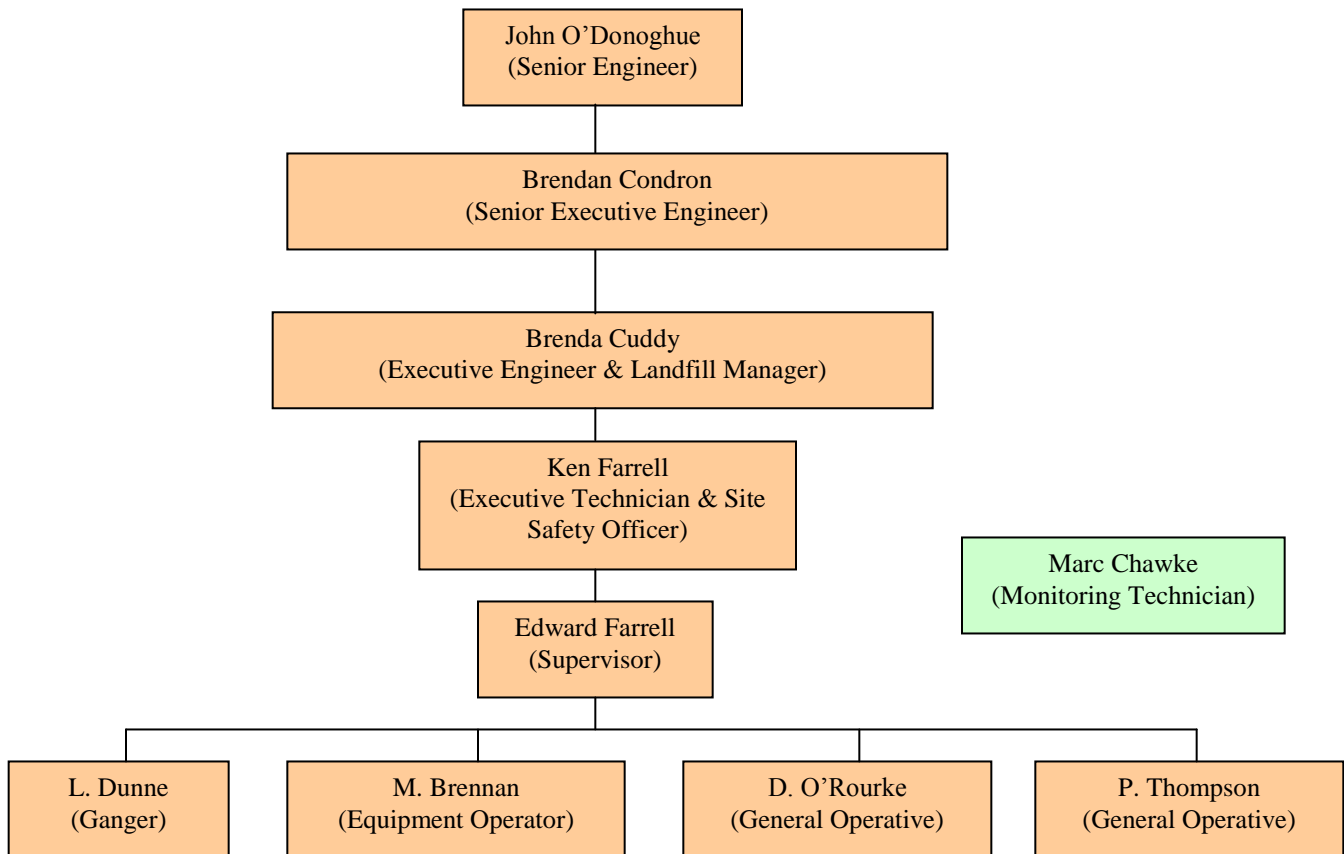 John O’Donoghue
(Senior Engineer)
Brendan Condron
(Senior Executive Engineer)
Brenda Cuddy
(Executive Engineer & Landfill Manager)
Ken Farrell
(Executive Technician & Site
Safety Officer)
Marc Chawke
(Monitoring Technician)
Edward Farrell
(Supervisor)
L. Dunne
(Ganger)
M. Brennan
(Equipment Operator)
D. O’Rourke
(General Operative)
P. Thompson
(General Operative)